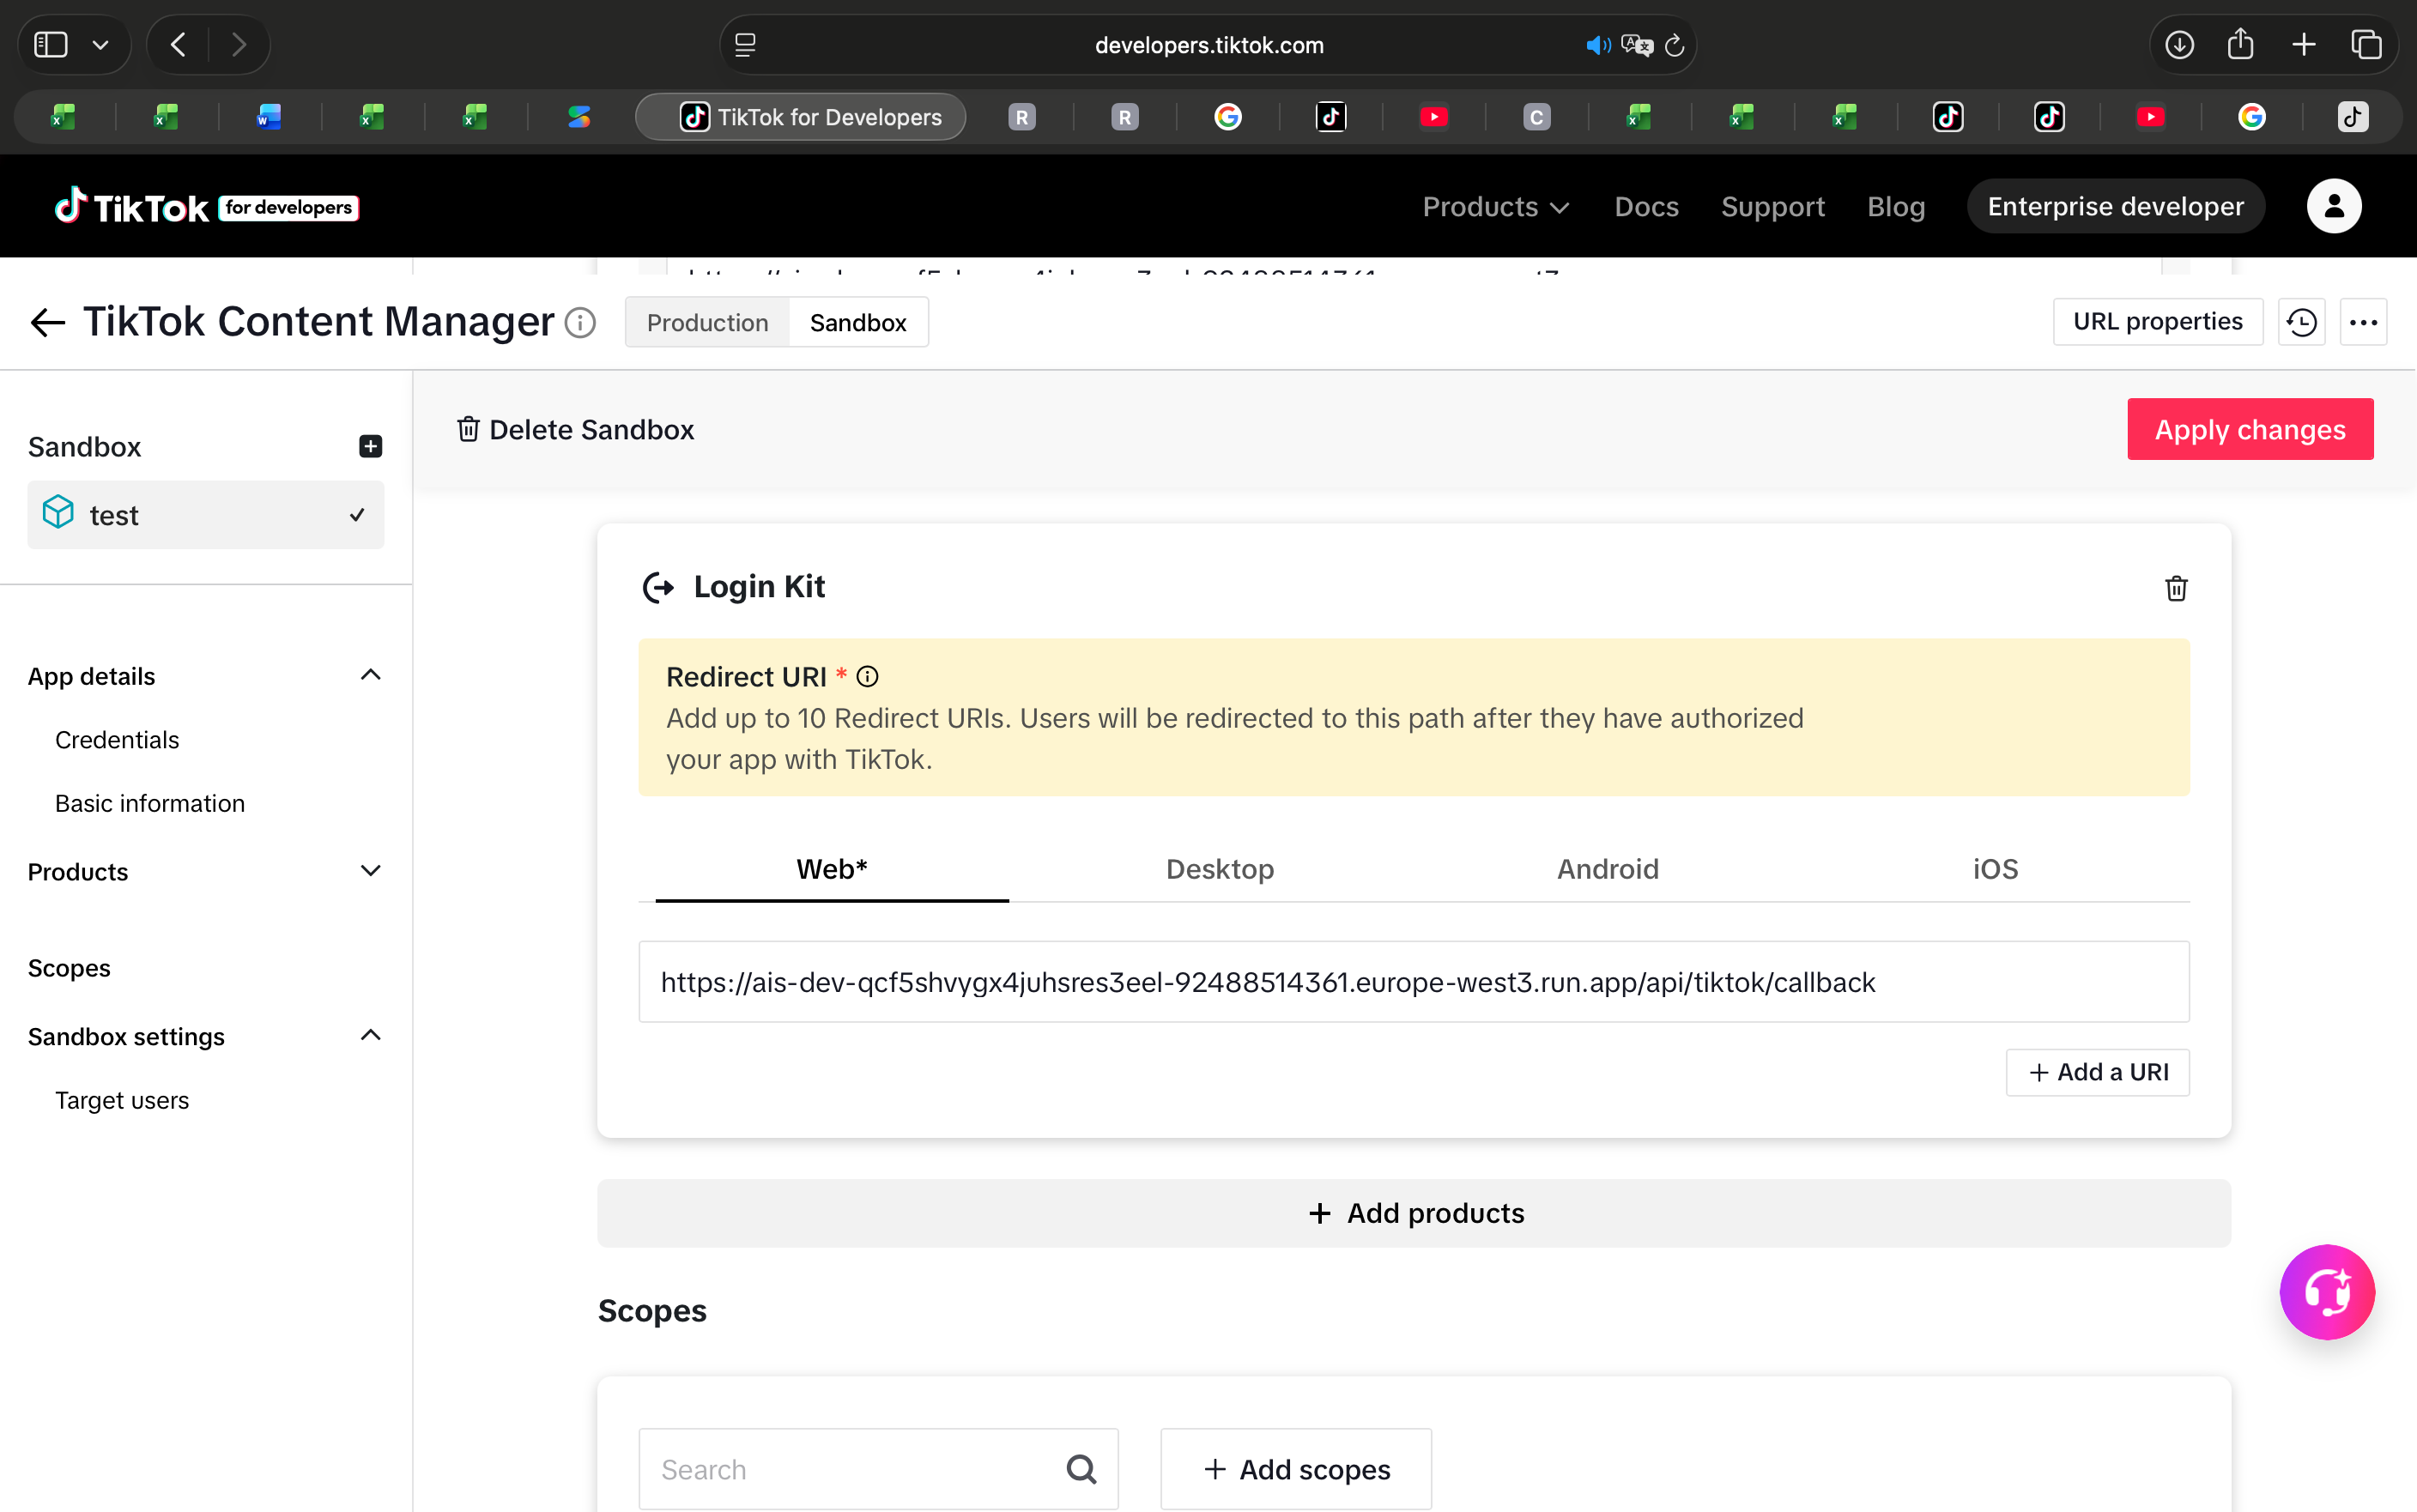 developers.tiktok.com
TikTok for Developers
R
R
C
TikTok for developers
Products
Docs
Support
Blog
Enterprise developer
TikTok Content Manager
Production
Sandbox
URL properties
Sandbox
test
Delete Sandbox
Apply changes
App details
Credentials
Basic information
Products
Scopes
Sandbox settings
Target users
Login Kit
Redirect URI *
Add up to 10 Redirect URIs. Users will be redirected to this path after they have authorized
your app with TikTok.
Web*
Desktop
Android
iOS
https://ais-dev-qcf5shvygx4juhsres3eel-92488514361.europe-west3.run.app/api/tiktok/callback
+ Add a URI
+ Add products
Scopes
Search
+ Add scopes